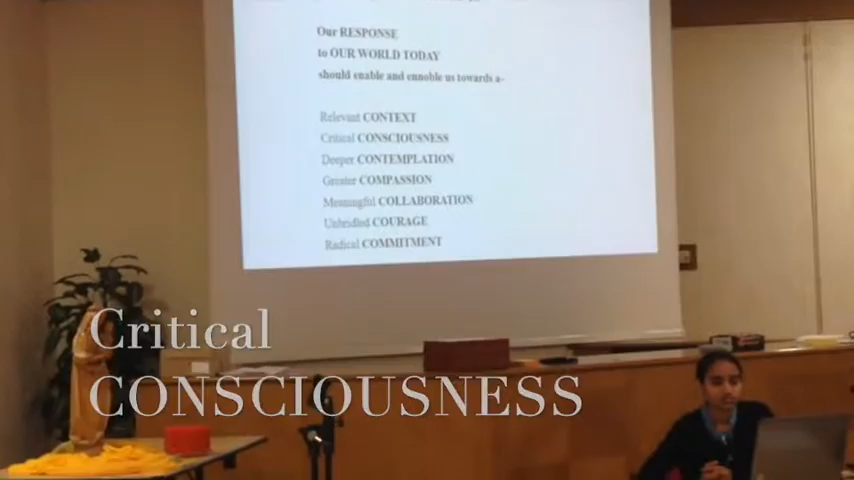 Our RESPONSE
to OUR WORLD TODAY
should enable and ennoble us towards a-
Relevant CONTEXT
Critical CONSCIOUSNESS
Deeper CONTEMPLATION
Greater COMPASSION
Meaningful COLLABORATION
Unbridled COURAGE
Radical COMMITMENT
Critical
CONSCIOUSNESS